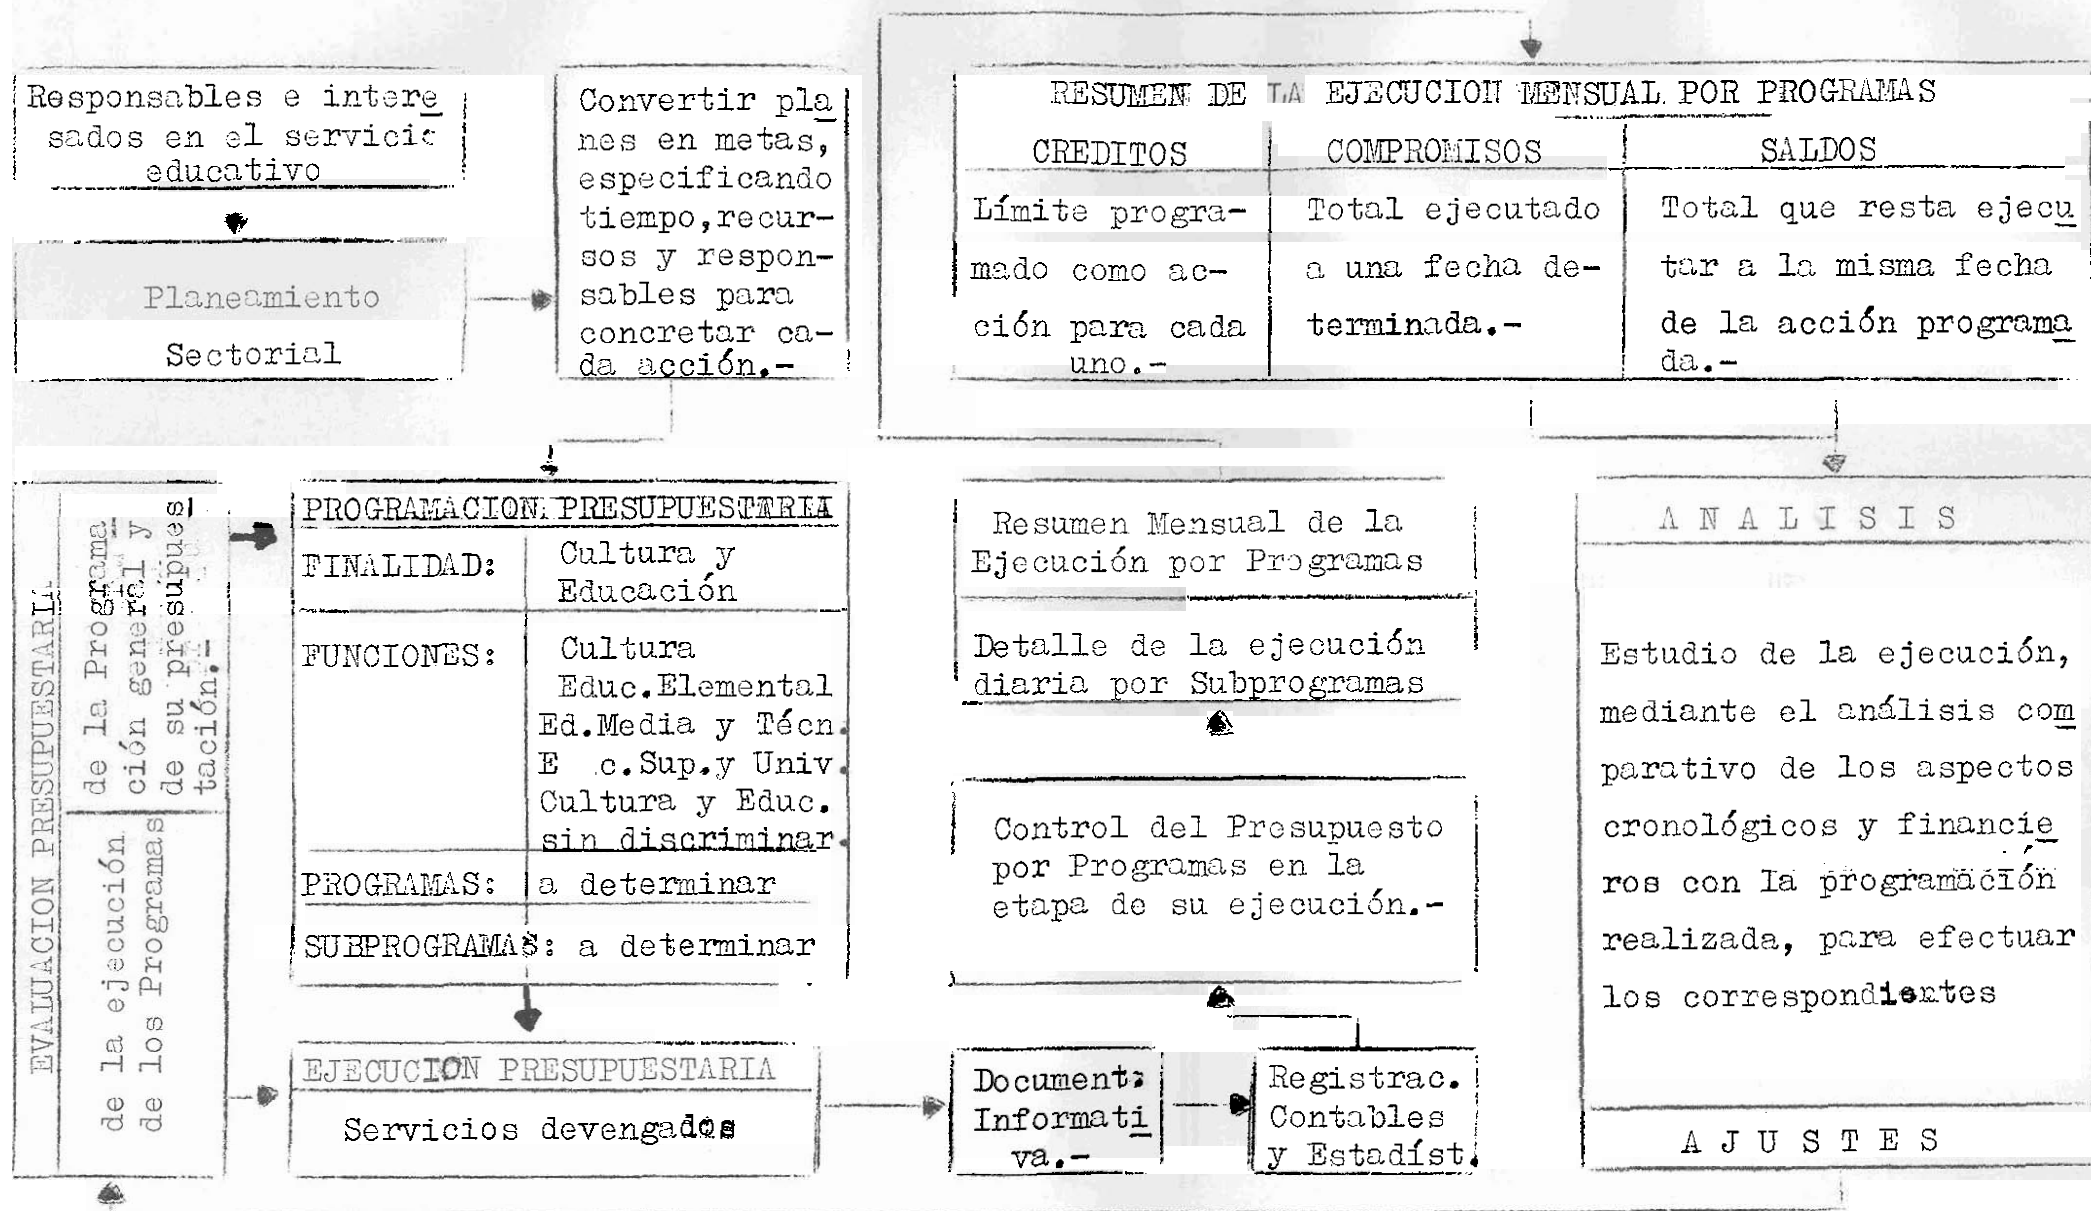 Responsables e intere
sados en el servicio
educativo
Planeamiento
Sectorial
Convertir pla
nes en metas,
especificando
tiempo,recur-
sos y respon-
sables para
concretar ca-
da acción.-
RESUMEN DE LA EJECUCION MENSUAL POR PROGRAMAS
CREDITOS
Límite progra-
mado como ac-
ción para cada
uno.-
COMPROMISOS
Total ejecutado
a una fecha de-
terminada.-
SALDOS
Total que resta ejecu
tar a la misma fecha
de la acción programa
da.-
EVALUACION PRESUPUESTARIA
de la Programa
ción general y
de su presupues
tación.-
de la ejecución
de los Programas
PROGRAMACION PRESUPUESTARIA
FINALIDAD: Cultura y
Educación
FUNCIONES: Cultura
Educ.Elemental
Ed.Media y Técn.
E c.Sup.y Univ.
Cultura y Educ.
sin discriminar.
PROGRAMAS: a determinar
SUBPROGRAMAS: a determinar
EJECUCION PRESUPUESTARIA
Servicios devengados
Resumen Mensual de la
Ejecución por Programas
Detalle de la ejecución
diaria por Subprogramas
Control del Presupuesto
por Programas en la
etapa de su ejecución.-
Document.
Informati
va.-
Registrac.
Contables
y Estadíst.
A N A L I S I S
Estudio de la ejecución,
mediante el análisis com
parativo de los aspectos
cronológicos y financie
ros con la programación
realizada, para efectuar
los correspondientes
A J U S T E S